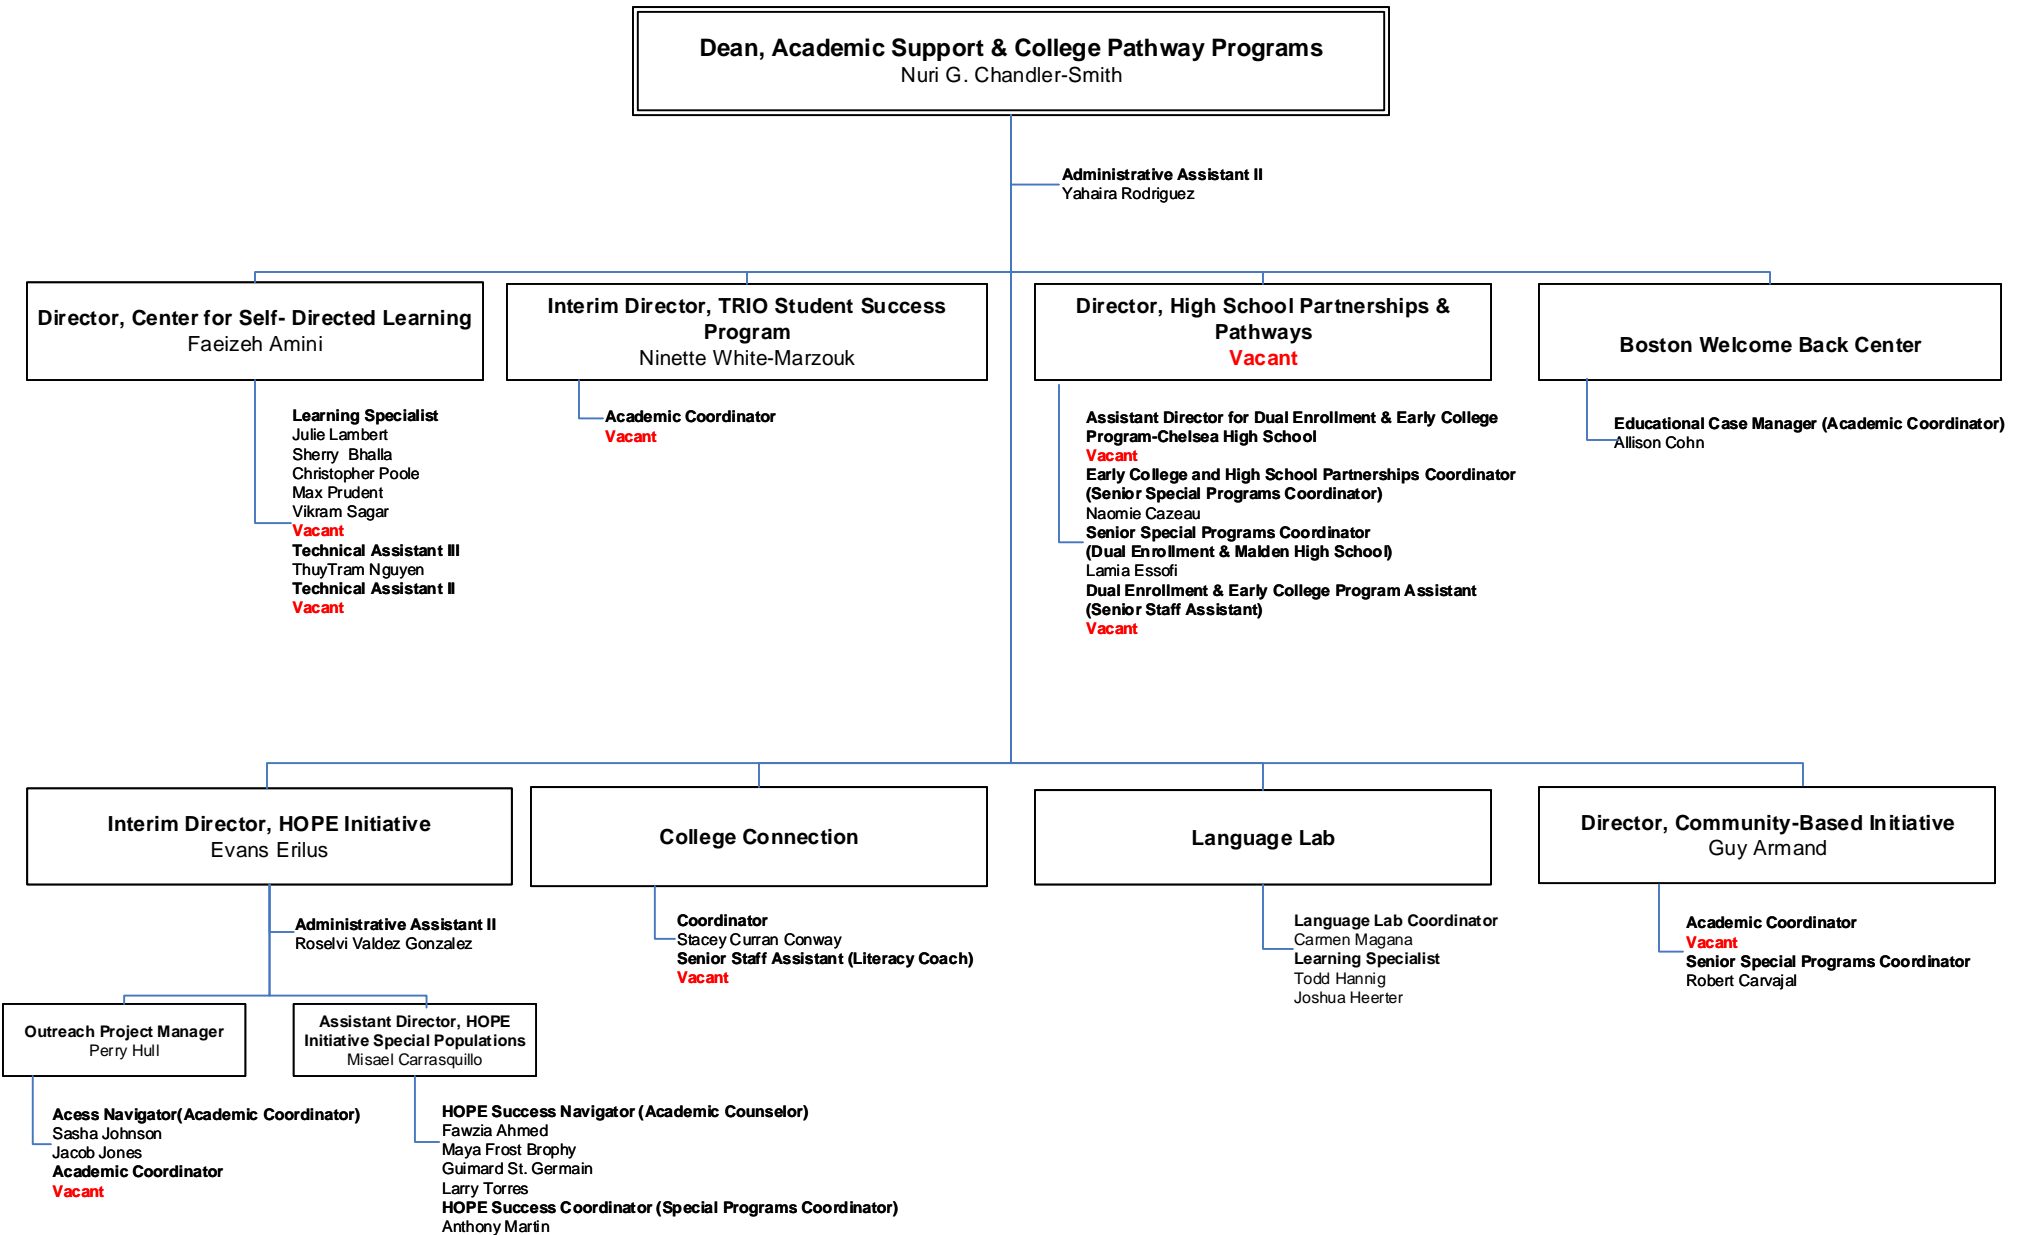 Dean, Academic Support & College Pathway Programs
Nuri G. Chandler-Smith
Administrative Assistant II
Yahaira Rodriguez
Director, Center for Self- Directed Learning
Faeizeh Amini
Learning Specialist
Julie Lambert
Sherry  Bhalla
Christopher Poole
Max Prudent
Vikram Sagar
Vacant
Technical Assistant III
ThuyTram Nguyen
Technical Assistant II
Vacant
Interim Director, TRIO Student Success
Program
Ninette White-Marzouk
Academic Coordinator
Vacant
Director, High School Partnerships &
Pathways
Vacant
Assistant Director for Dual Enrollment & Early College
Program-Chelsea High School
Vacant
Early College and High School Partnerships Coordinator
(Senior Special Programs Coordinator)
Naomie Cazeau
Senior Special Programs Coordinator
(Dual Enrollment & Malden High School)
Lamia Essofi
Dual Enrollment & Early College Program Assistant
(Senior Staff Assistant)
Vacant
Boston Welcome Back Center
Educational Case Manager (Academic Coordinator)
Allison Cohn
Interim Director, HOPE Initiative
Evans Erilus
Administrative Assistant II
Roselvi Valdez Gonzalez
Outreach Project Manager
Perry Hull
Acess Navigator(Academic Coordinator)
Sasha Johnson
Jacob Jones
Academic Coordinator
Vacant
Assistant Director, HOPE
Initiative Special Populations
Misael Carrasquillo
HOPE Success Navigator (Academic Counselor)
Fawzia Ahmed
Maya Frost Brophy
Guimard St. Germain
Larry Torres
HOPE Success Coordinator (Special Programs Coordinator)
Anthony Martin
College Connection
Coordinator
Stacey Curran Conway
Senior Staff Assistant (Literacy Coach)
Vacant
Language Lab
Language Lab Coordinator
Carmen Magana
Learning Specialist
Todd Hannig
Joshua Heerter
Director, Community-Based Initiative
Guy Armand
Academic Coordinator
Vacant
Senior Special Programs Coordinator
Robert Carvajal